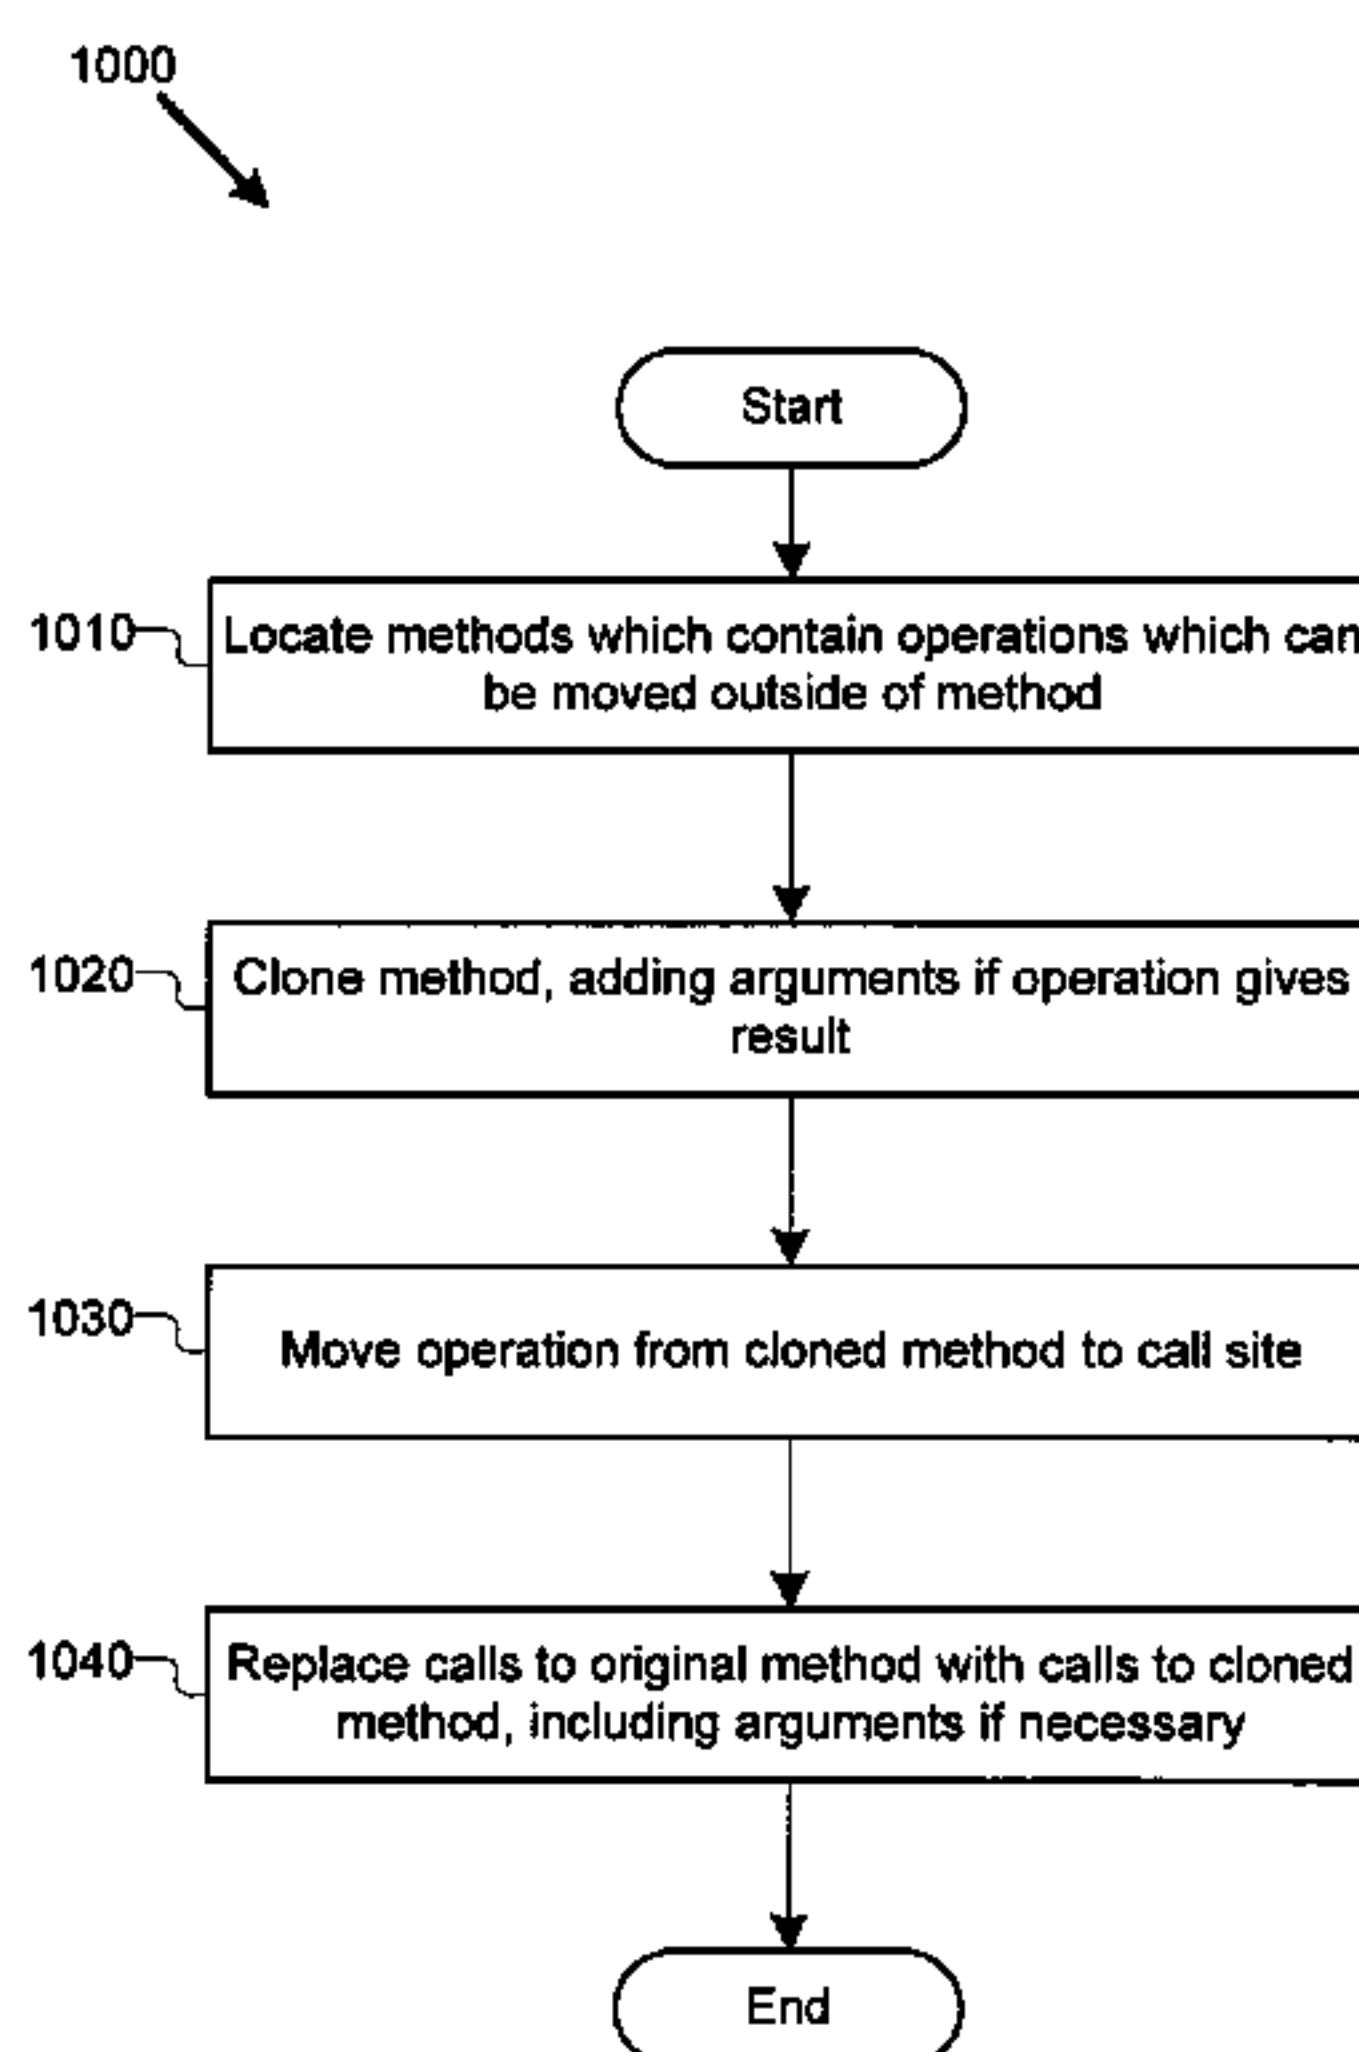 1000
Start
1010
Locate methods which contain operations which can
be moved outside of method
1020
Clone method, adding arguments if operation gives
result
1030
Move operation from cloned method to call site
1040
Replace calls to original method with calls to cloned
method, including arguments if necessary
End